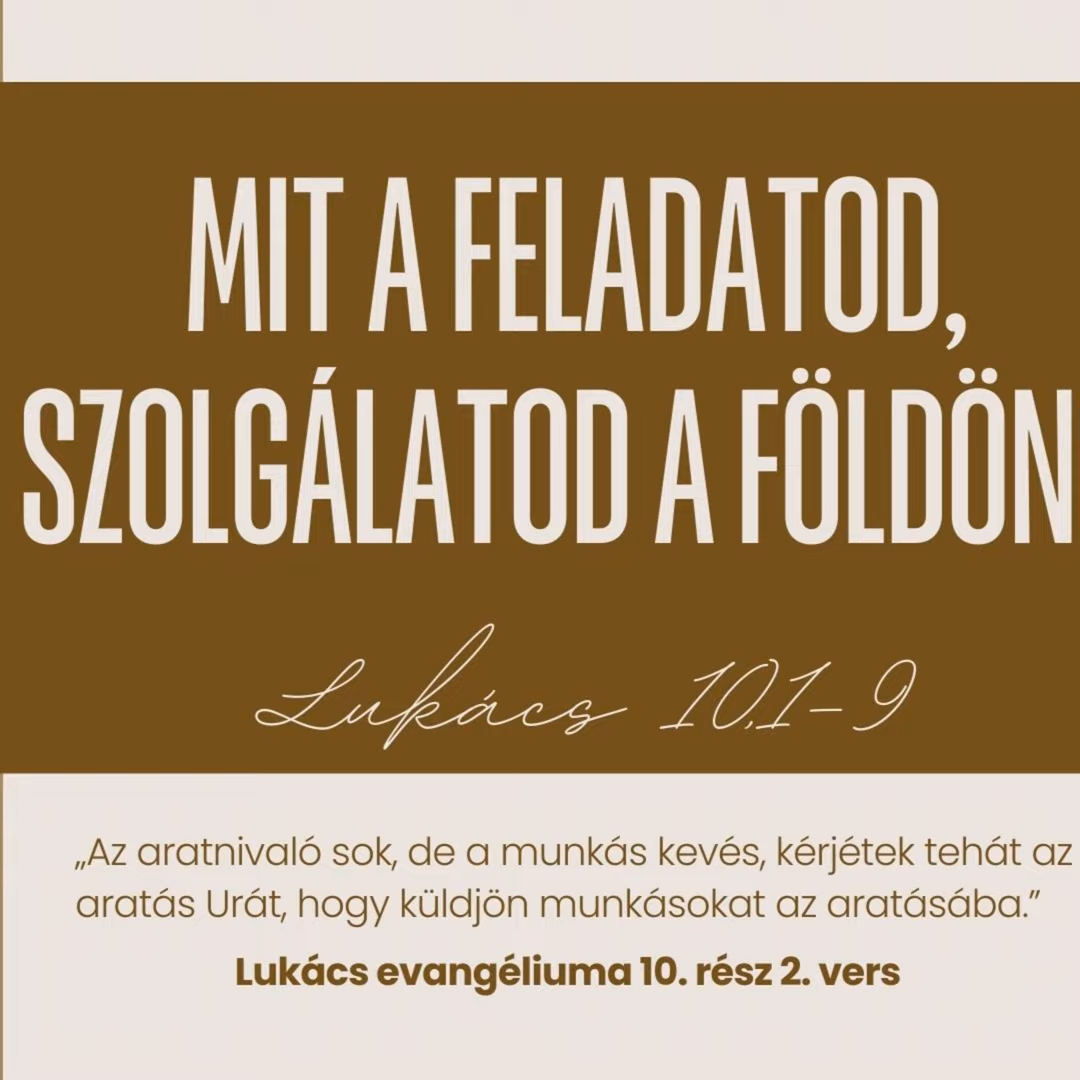 MIT A FELADATOD,
SZOLGÁLATOD A FÖLDÖN
Lukács 10,1-9
„Az aratnivaló sok, de a munkás kevés, kérjétek tehát az
aratás Urát, hogy küldjön munkásokat az aratásába.”
Lukács evangéliuma 10. rész 2. vers